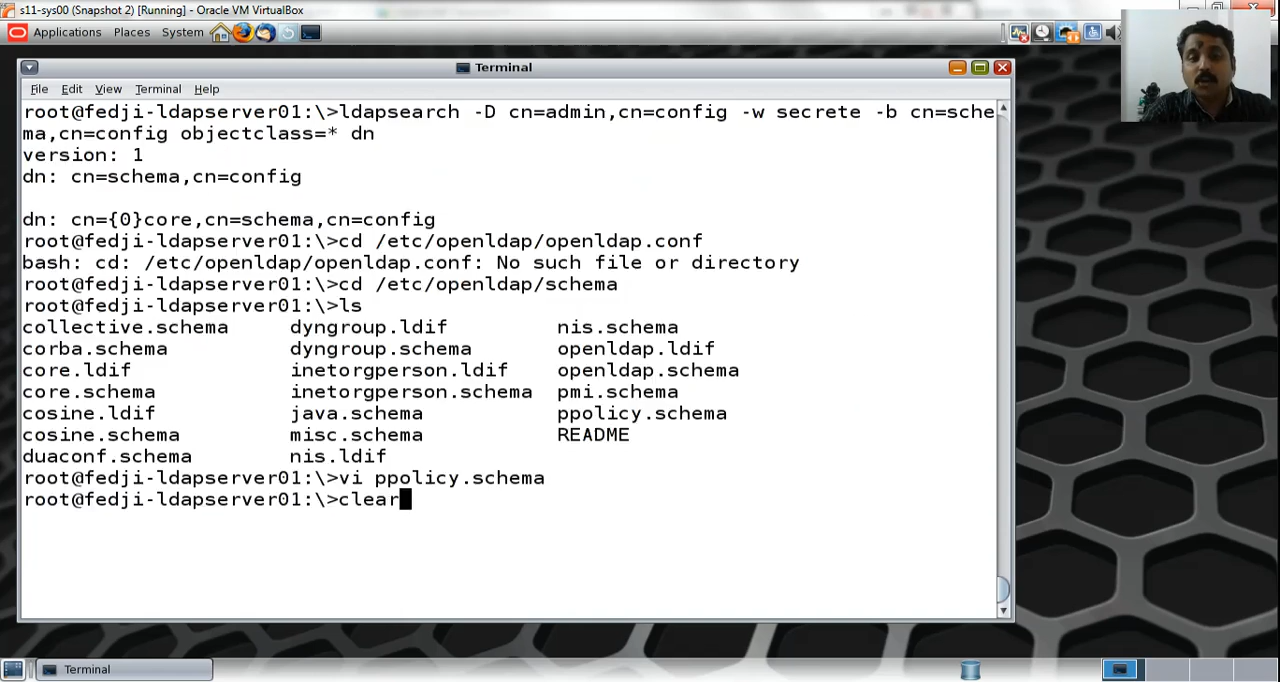 s11-sys00 (Snapshot 2) [Running] - Oracle VM VirtualBox
Applications Places System
Terminal
File Edit View Terminal Help
root@fedji-ldapserver01:\>ldapsearch -D cn=admin,cn=config -w secrete -b cn=sche
ma,cn=config objectclass=* dn
version: 1
dn: cn=schema,cn=config
dn: cn={0}core,cn=schema,cn=config
root@fedji-ldapserver01:\>cd /etc/openldap/openldap.conf
bash: cd: /etc/openldap/openldap.conf: No such file or directory
root@fedji-ldapserver01:\>cd /etc/openldap/schema
root@fedji-ldapserver01:\>ls
collective.schema dyngroup.ldif nis.schema
corba.schema dyngroup.schema openldap.ldif
core.ldif inetorgperson.ldif openldap.schema
core.schema inetorgperson.schema pmi.schema
cosine.ldif java.schema ppolicy.schema
cosine.schema misc.schema README
duaconf.schema nis.ldif
root@fedji-ldapserver01:\>vi ppolicy.schema
root@fedji-ldapserver01:\>clear
Terminal